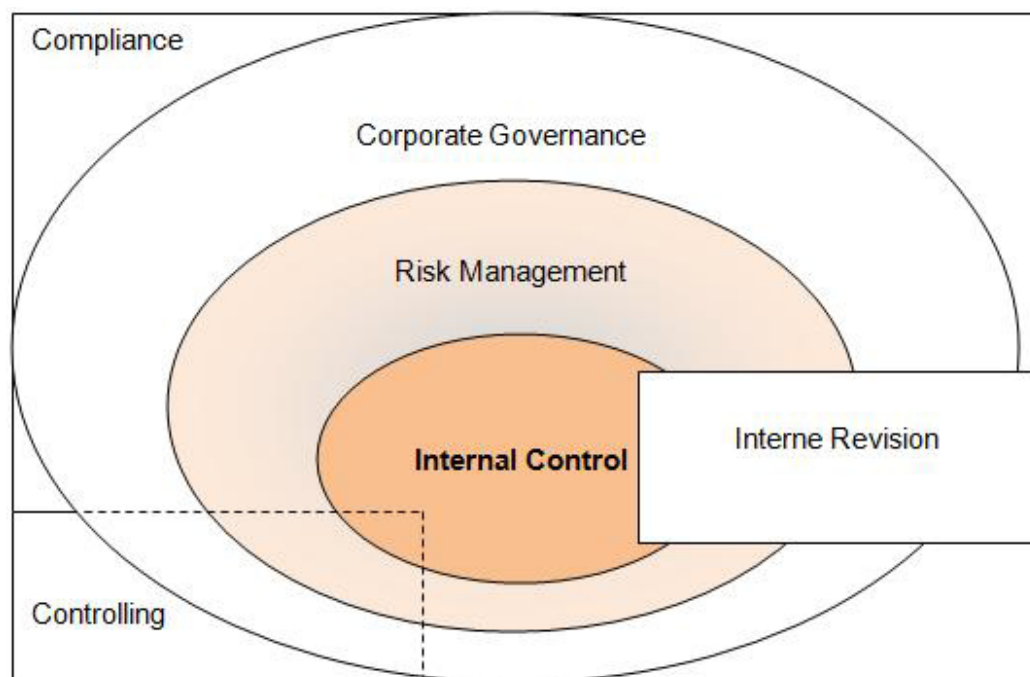 Compliance
Corporate Governance
Risk Management
Internal Control
Interne Revision
Controlling